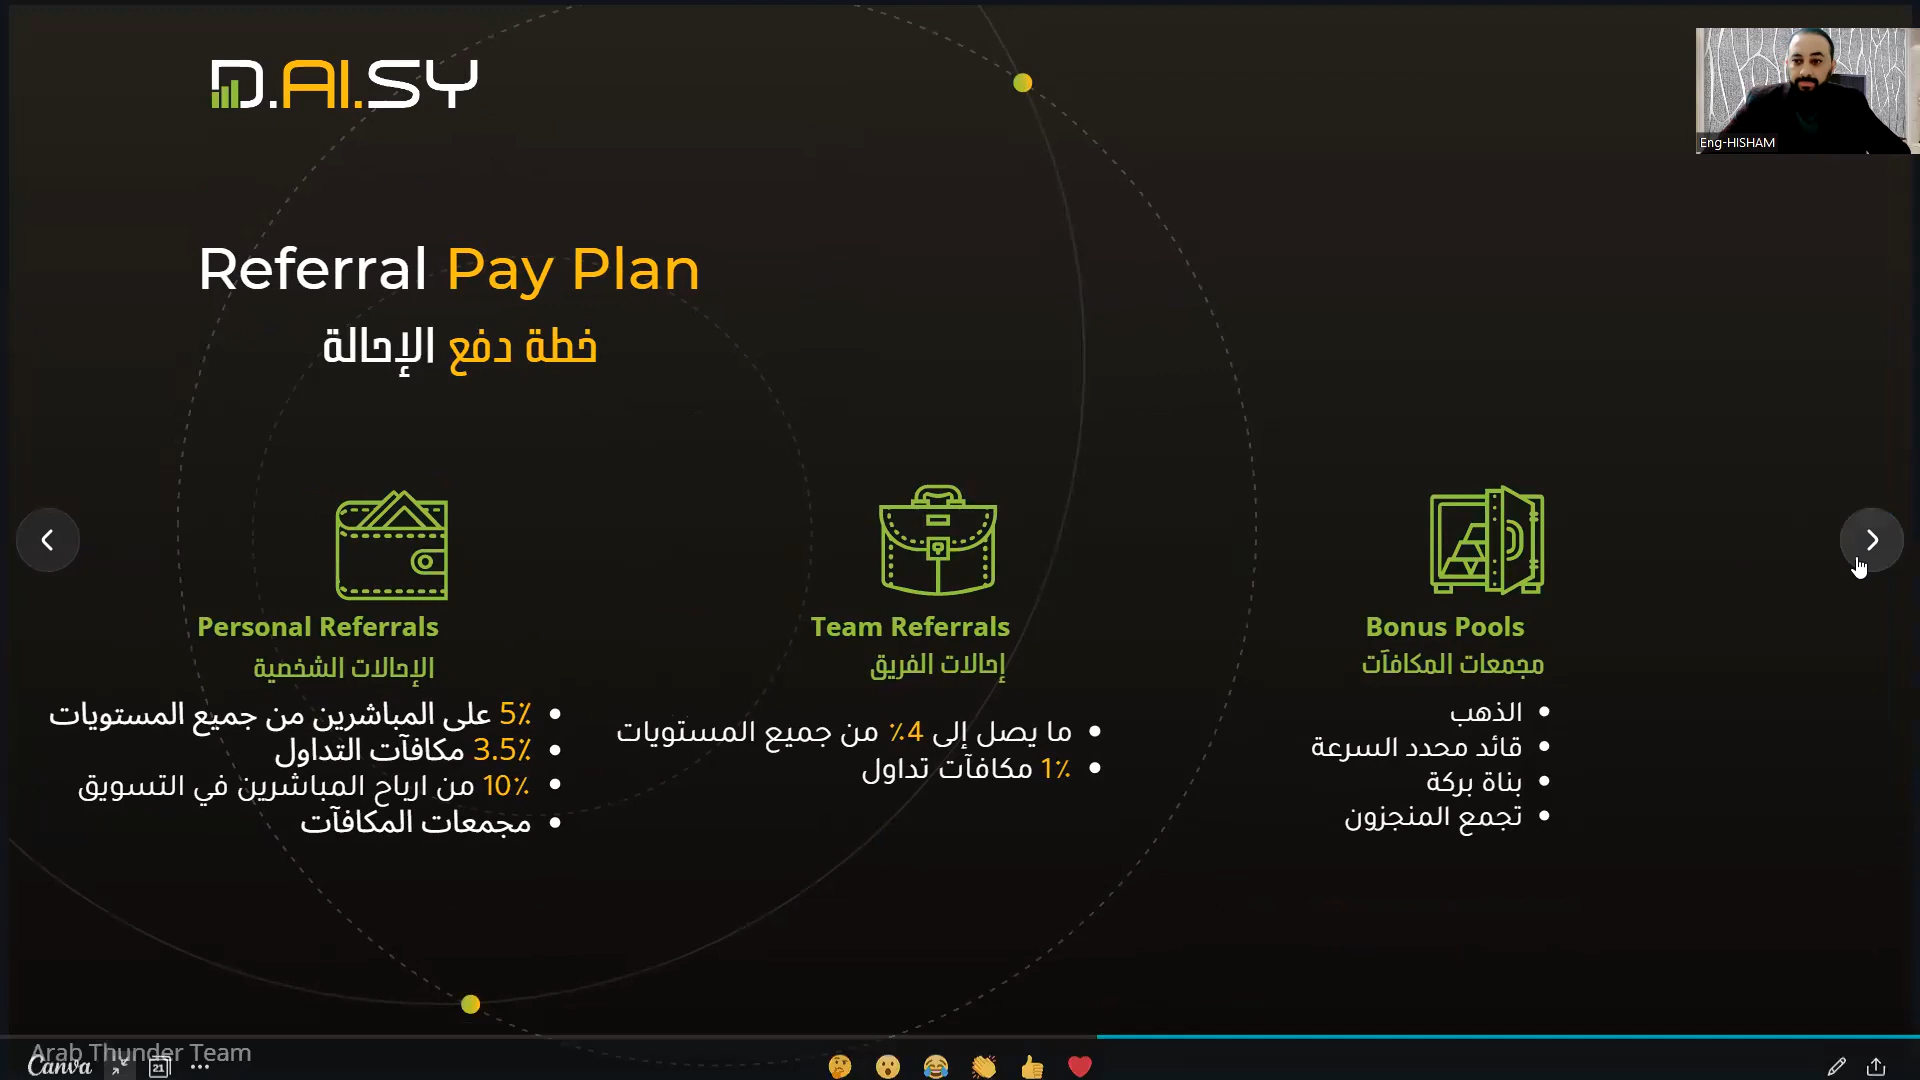 D.AI.SY
Eng-HISHAM
Referral Pay Plan
خطة دفع الإحالة
Personal Referrals
الإحالات الشخصية
5٪ على المباشرين من جميع المستويات
3.5٪ مكافآت التداول
10٪ من ارباح المباشرين في التسويق
مجمعات المكافآت
Team Referrals
إحالات الفريق
ما يصل إلى 4٪ من جميع المستويات
1٪ مكافآت تداول
Bonus Pools
مجمعات المكافآت
الذهب
قائد محدد السرعة
بناة بركة
تجمع المنجزون
Arab Thunder Team
Canva
21